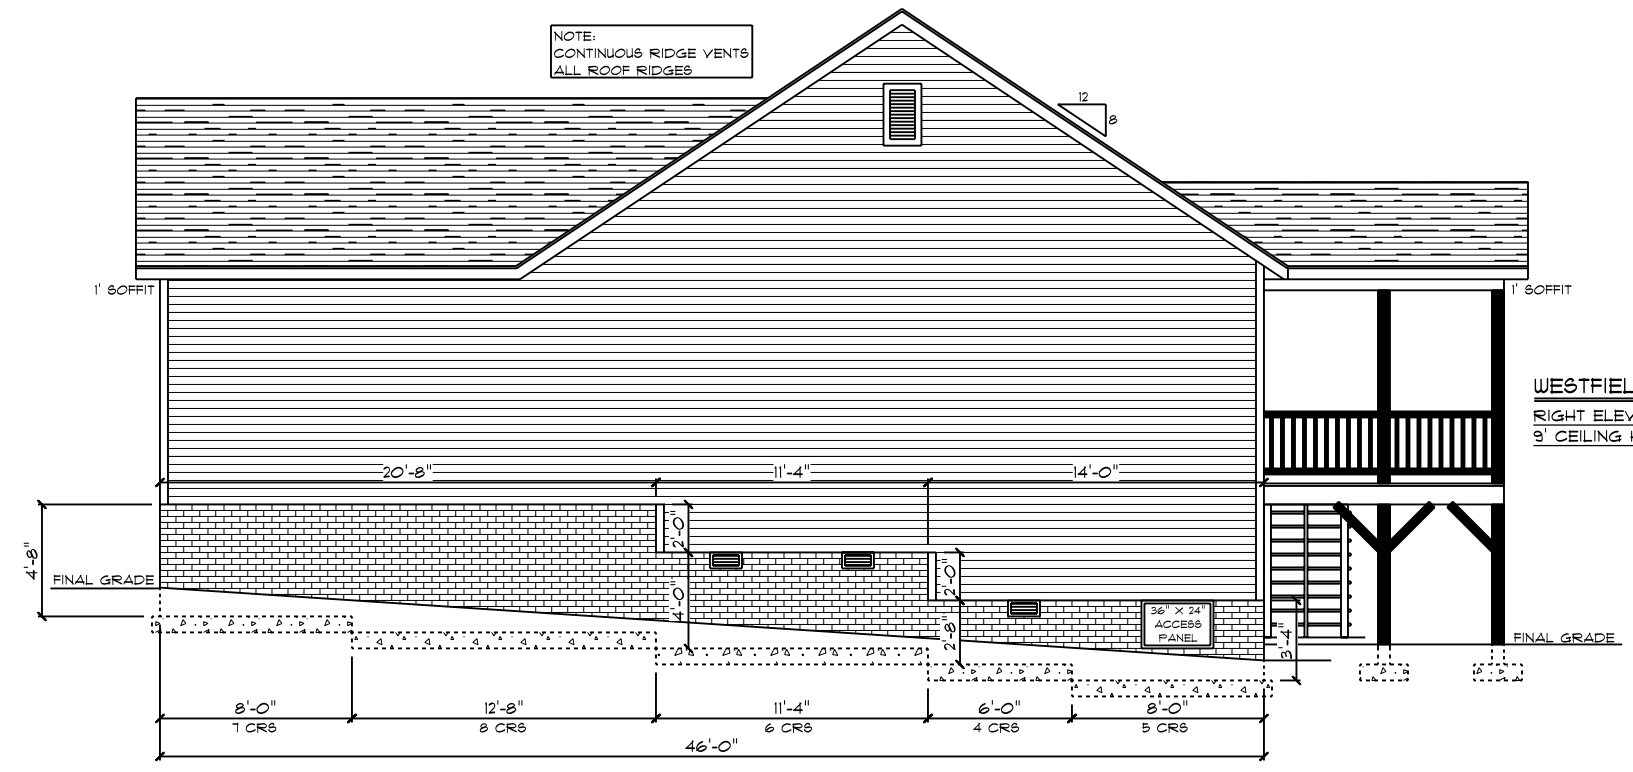 NOTE:
CONTINUOUS RIDGE VENTS
ALL ROOF RIDGES
12
8
1' SOFFIT
1' SOFFIT
WESTFIEL
RIGHT ELEV
9' CEILING H
20'-8"
11'-4"
14'-0"
4'-8"
2'-0"
4'-0"
2'-0"
2'-8"
3'-4"
FINAL GRADE
36" X 24"
ACCESS
PANEL
FINAL GRADE
8'-0"
12'-8"
11'-4"
6'-0"
8'-0"
7 CRS
8 CRS
6 CRS
4 CRS
5 CRS
46'-0"